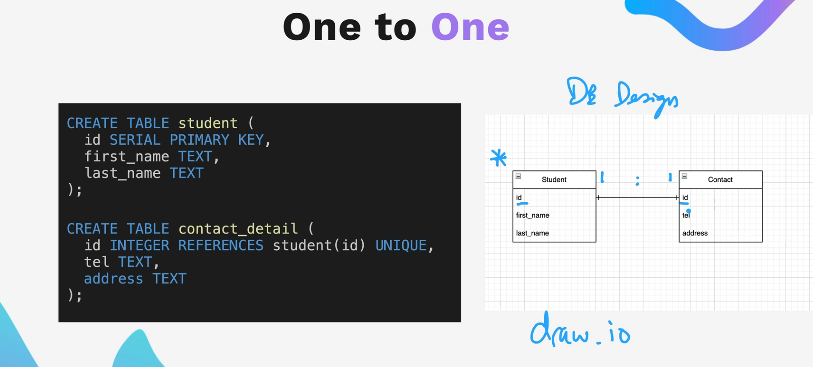 One to One
CREATE TABLE student (
id SERIAL PRIMARY KEY,
first_name TEXT,
last_name TEXT
);
CREATE TABLE contact_detail (
id INTEGER REFERENCES student(id) UNIQUE,
tel TEXT,
address TEXT
);
DB Design
*
1 : 1
Student
id
first_name
last_name
Contact
id
tel
address
draw.io